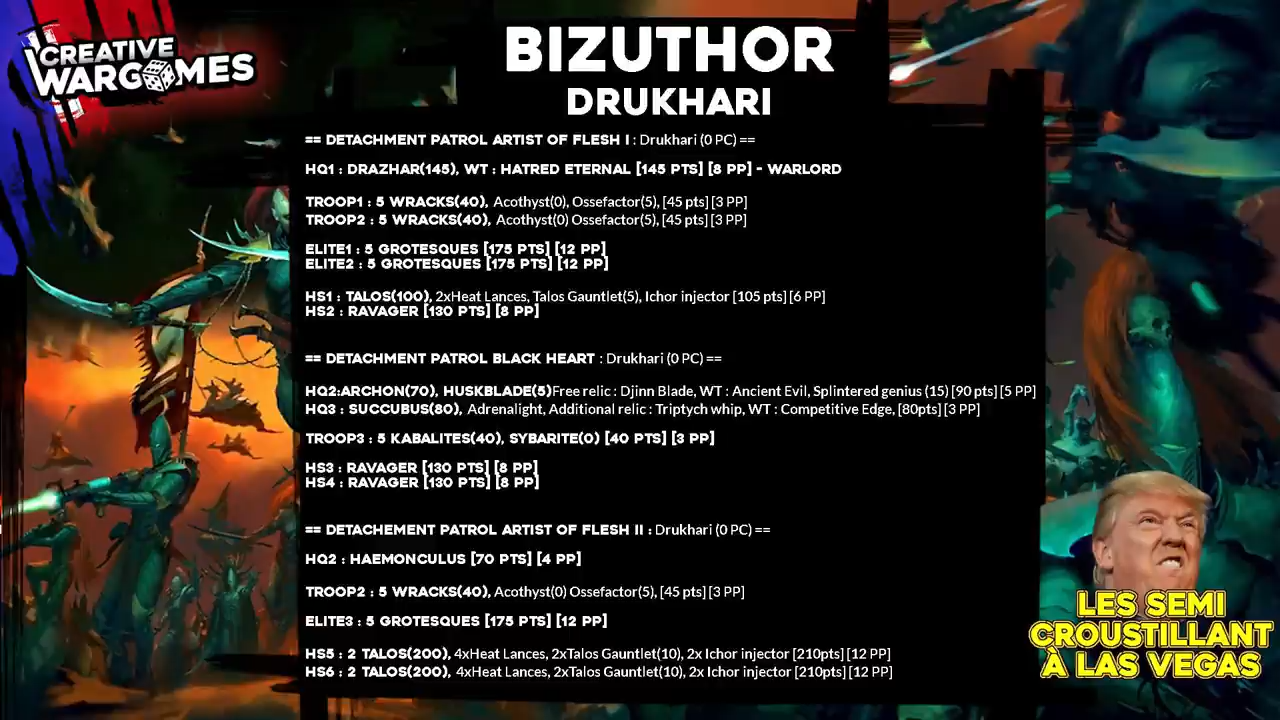 CREATIVE
WARGAMES
BIZUTHOR
DRUKHARI
== DETACHMENT PATROL ARTIST OF FLESH I : Drukhari (0 PC) ==
HQ1 : DRAZHAR(145), WT : HATRED ETERNAL [145 PTS] [8 PP] - WARLORD
TROOP1 : 5 WRACKS(40), Acothyst(0), Ossefactor(5), [45 pts] [3 PP]
TROOP2 : 5 WRACKS(40), Acothyst(0) Ossefactor(5), [45 pts] [3 PP]
ELITE1 : 5 GROTESQUES [175 PTS] [12 PP]
ELITE2 : 5 GROTESQUES [175 PTS] [12 PP]
HS1 : TALOS(100), 2xHeat Lances, Talos Gauntlet(5), Ichor injector [105 pts] [6 PP]
HS2 : RAVAGER [130 PTS] [8 PP]
== DETACHMENT PATROL BLACK HEART : Drukhari (0 PC) ==
HQ2:ARCHON(70), HUSKBLADE(5)Free relic : Djinn Blade, WT : Ancient Evil, Splintered genius (15) [90 pts] [5 PP]
HQ3 : SUCCUBUS(80), Adrenalight, Additional relic : Triptych whip, WT : Competitive Edge, [80pts] [3 PP]
TROOP3 : 5 KABALITES(40), SYBARITE(0) [40 PTS] [3 PP]
HS3 : RAVAGER [130 PTS] [8 PP]
HS4 : RAVAGER [130 PTS] [8 PP]
== DETACHEMENT PATROL ARTIST OF FLESH II : Drukhari (0 PC) ==
HQ2 : HAEMONCULUS [70 PTS] [4 PP]
TROOP2 : 5 WRACKS(40), Acothyst(0) Ossefactor(5), [45 pts] [3 PP]
ELITE3 : 5 GROTESQUES [175 PTS] [12 PP]
HS5 : 2 TALOS(200), 4xHeat Lances, 2xTalos Gauntlet(10), 2x Ichor injector [210pts] [12 PP]
HS6 : 2 TALOS(200), 4xHeat Lances, 2xTalos Gauntlet(10), 2x Ichor injector [210pts] [12 PP]
LES SEMI
CROUSTILLANT
À LAS VEGAS